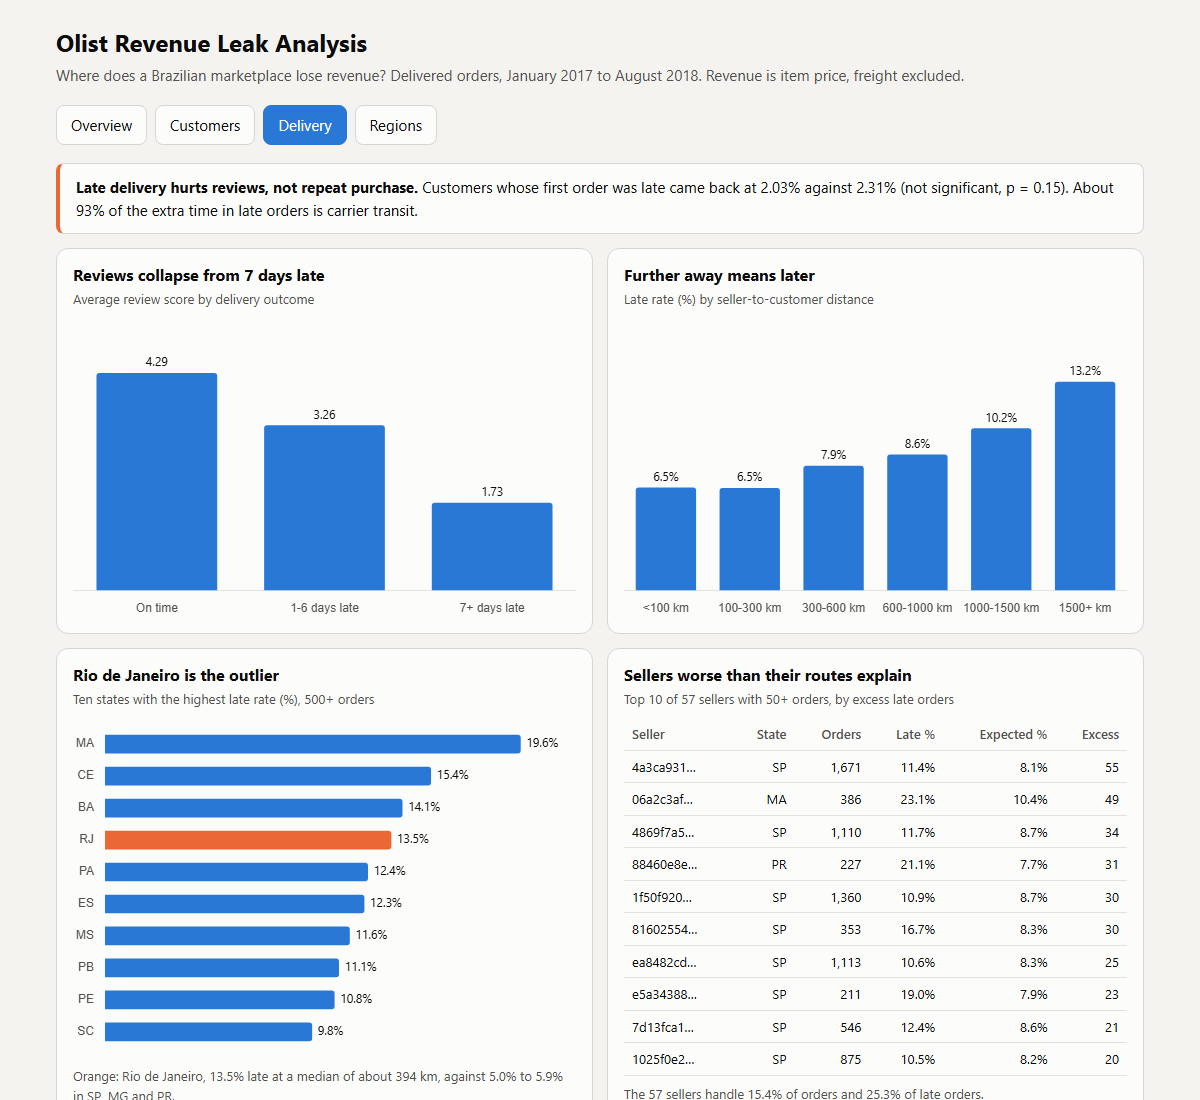 Olist Revenue Leak Analysis
Where does a Brazilian marketplace lose revenue? Delivered orders, January 2017 to August 2018. Revenue is item price, freight excluded.
Overview
Customers
Delivery
Regions
Late delivery hurts reviews, not repeat purchase. Customers whose first order was late came back at 2.03% against 2.31% (not significant, p = 0.15). About
93% of the extra time in late orders is carrier transit.
Reviews collapse from 7 days late
Average review score by delivery outcome
4.29
3.26
1.73
On time
1-6 days late
7+ days late
Further away means later
Late rate (%) by seller-to-customer distance
6.5%
6.5%
7.9%
8.6%
10.2%
13.2%
<100 km
100-300 km
300-600 km
600-1000 km
1000-1500 km
1500+ km
Rio de Janeiro is the outlier
Ten states with the highest late rate (%), 500+ orders
MA 19.6%
CE 15.4%
BA 14.1%
RJ 13.5%
PA 12.4%
ES 12.3%
MS 11.6%
PB 11.1%
PE 10.8%
SC 9.8%
Orange: Rio de Janeiro, 13.5% late at a median of about 394 km, against 5.0% to 5.9%
in SP, MG and PR.
Sellers worse than their routes explain
Top 10 of 57 sellers with 50+ orders, by excess late orders
Seller State Orders Late % Expected % Excess
4a3ca931... SP 1,671 11.4% 8.1% 55
06a2c3af... MA 386 23.1% 10.4% 49
4869f7a5... SP 1,110 11.7% 8.7% 34
88460e8e... PR 227 21.1% 7.7% 31
1f50f920... SP 1,360 10.9% 8.7% 30
81602554... SP 353 16.7% 8.3% 30
ea8482cd... SP 1,113 10.6% 8.3% 25
e5a34388... SP 211 19.0% 7.9% 23
7d13fca1... SP 546 12.4% 8.6% 21
1025f0e2... SP 875 10.5% 8.2% 20
The 57 sellers handle 15.4% of orders and 25.3% of late orders.